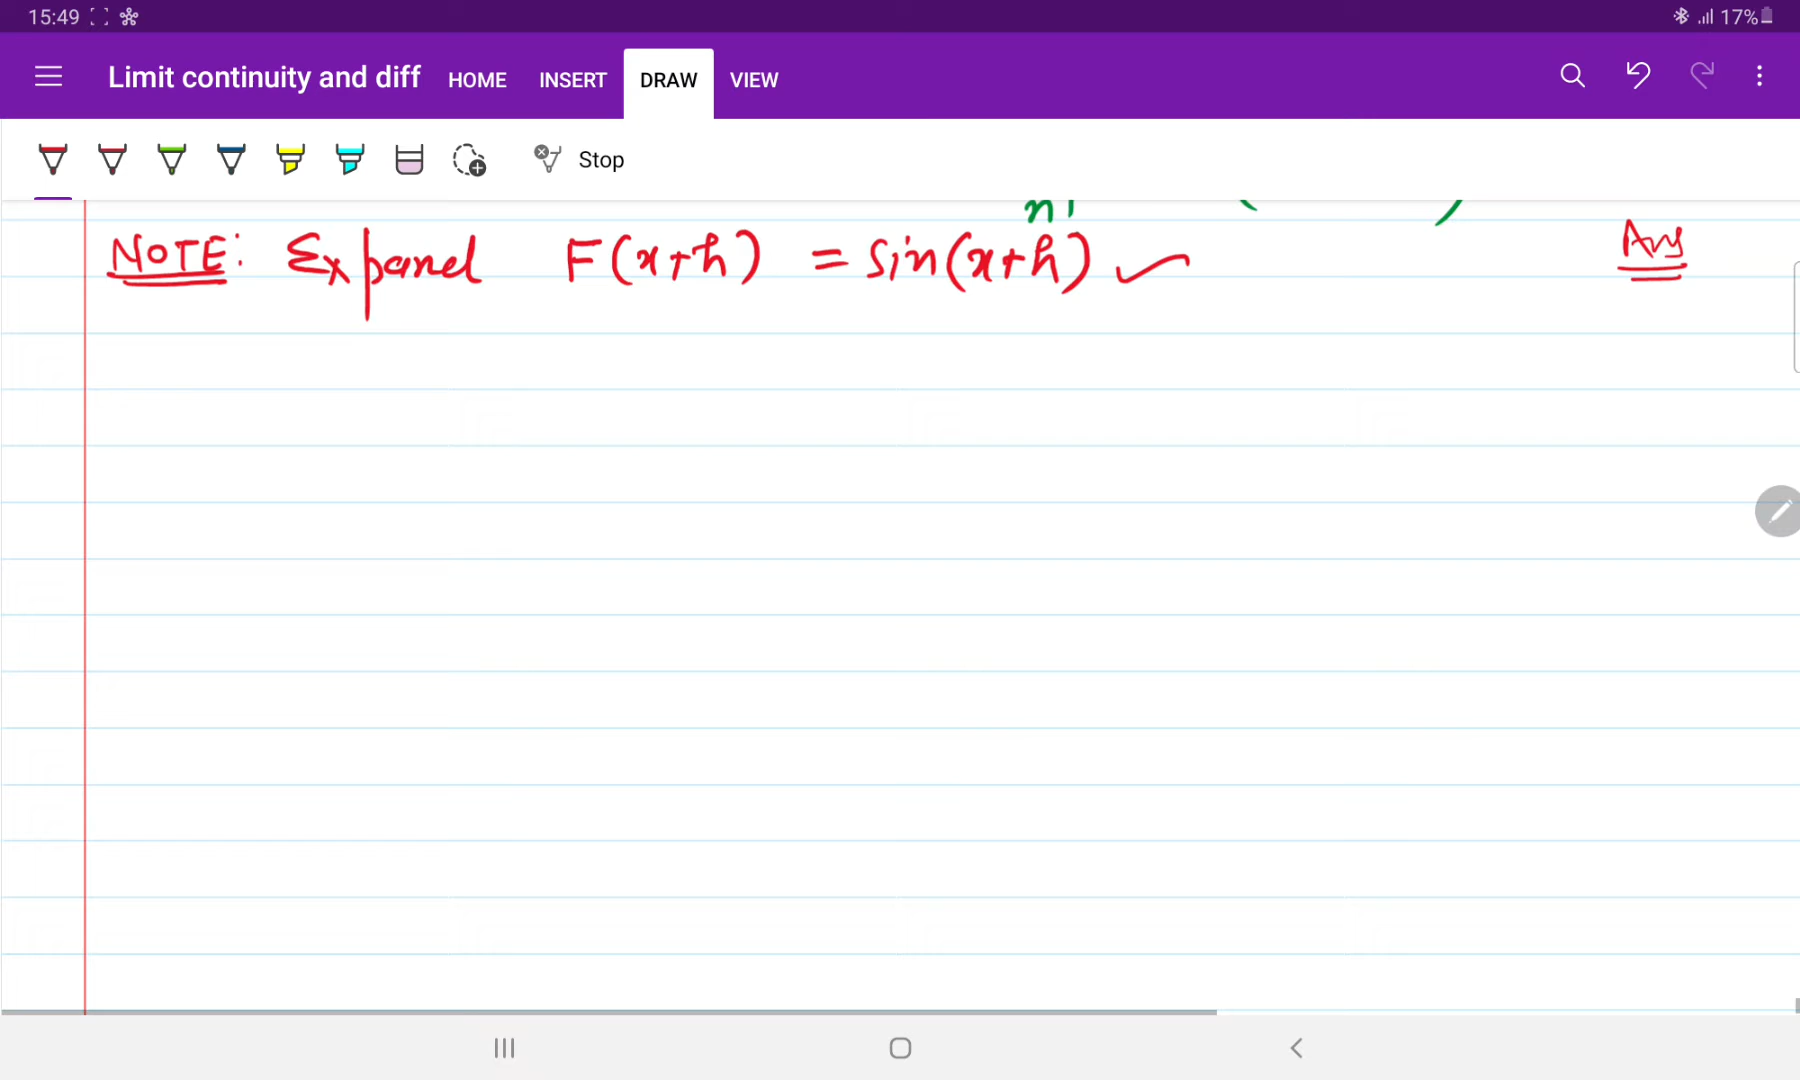 15:49 17%
Limit continuity and diff HOME INSERT DRAW VIEW
Stop
n!
NOTE: Expand F(x+h) = sin(x+h) Ans